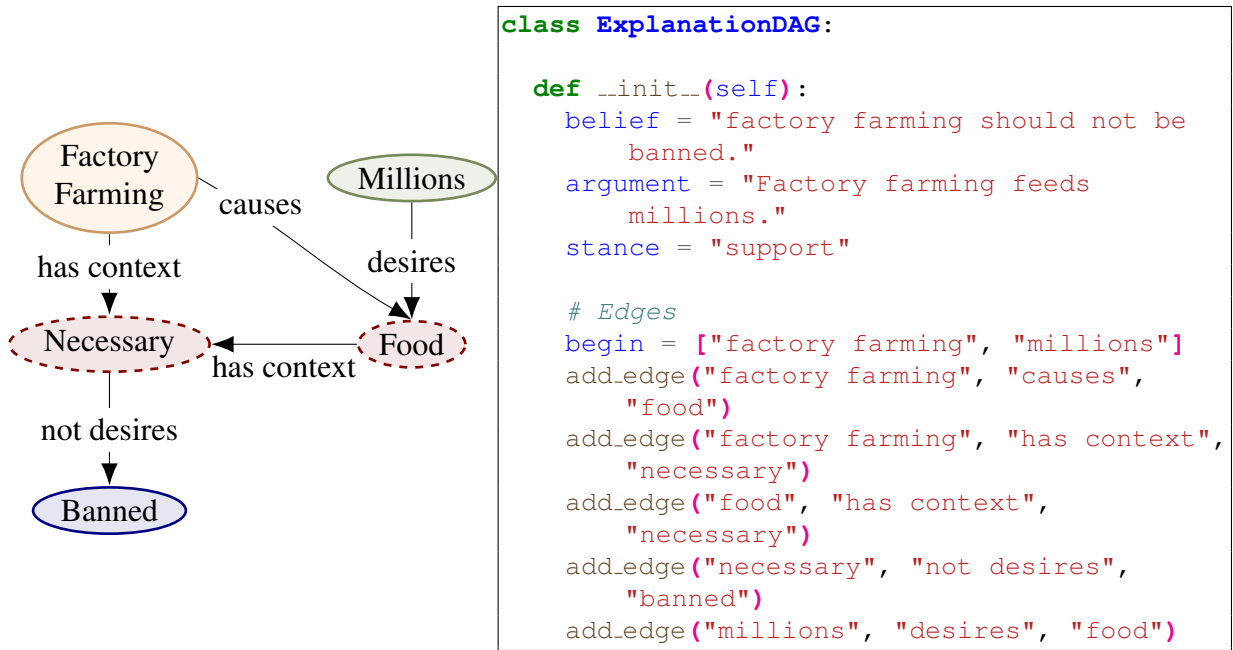 Factory
Farming
Millions
causes
has context
desires
Necessary
Food
has context
not desires
Banned
class ExplanationDAG:
def __init__(self):
belief = "factory farming should not be
banned."
argument = "Factory farming feeds
millions."
stance = "support"
# Edges
begin = ["factory farming", "millions"]
add_edge("factory farming", "causes",
"food")
add_edge("factory farming", "has context",
"necessary")
add_edge("food", "has context",
"necessary")
add_edge("necessary", "not desires",
"banned")
add_edge("millions", "desires", "food")